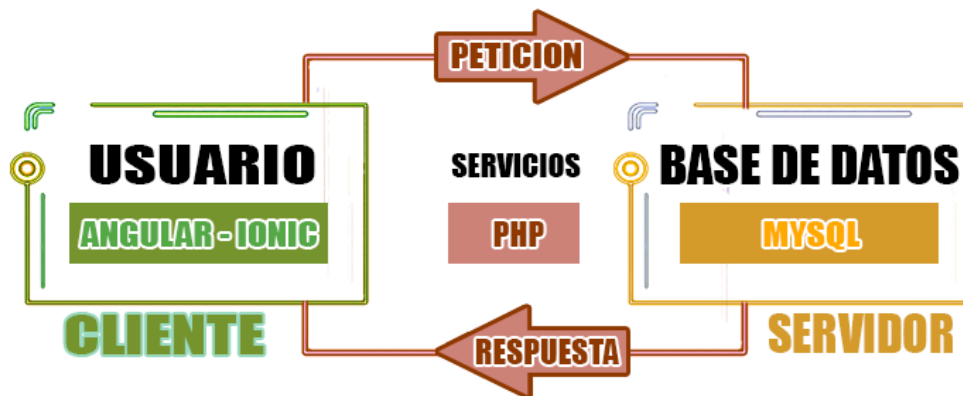 PETICION
USUARIO
ANGULAR - IONIC
CLIENTE
SERVICIOS
PHP
BASE DE DATOS
MYSQL
SERVIDOR
RESPUESTA